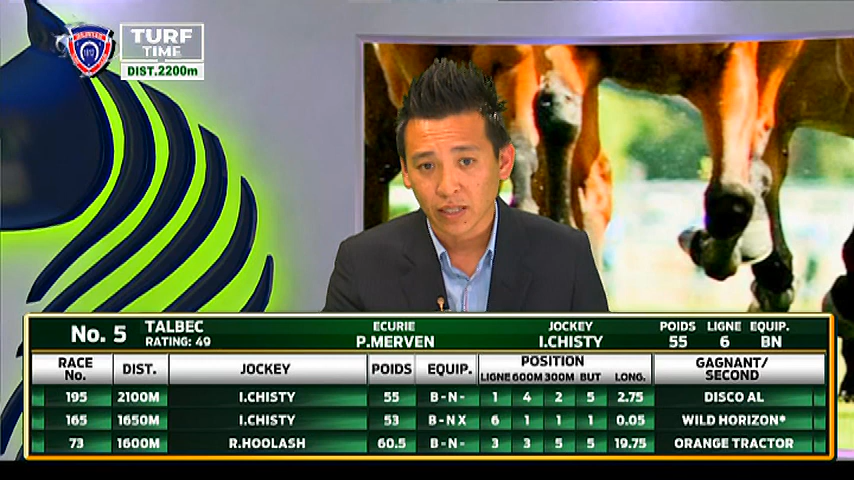 TURF
TIME
DIST.2200m
1812
No. 5 TALBEC RATING: 49 ECURIE P.MERVEN JOCKEY I.CHISTY POIDS 55 LIGNE 6 EQUIP. BN
RACE No. DIST. JOCKEY POIDS EQUIP. POSITION LIGNE 600M 300M BUT LONG. GAGNANT/ SECOND
195 2100M I.CHISTY 55 B-N- 1 4 2 5 2.75 DISCO AL
165 1650M I.CHISTY 53 B-NX 6 1 1 1 0.05 WILD HORIZON*
73 1600M R.HOOLASH 60.5 B-N- 3 3 5 5 19.75 ORANGE TRACTOR